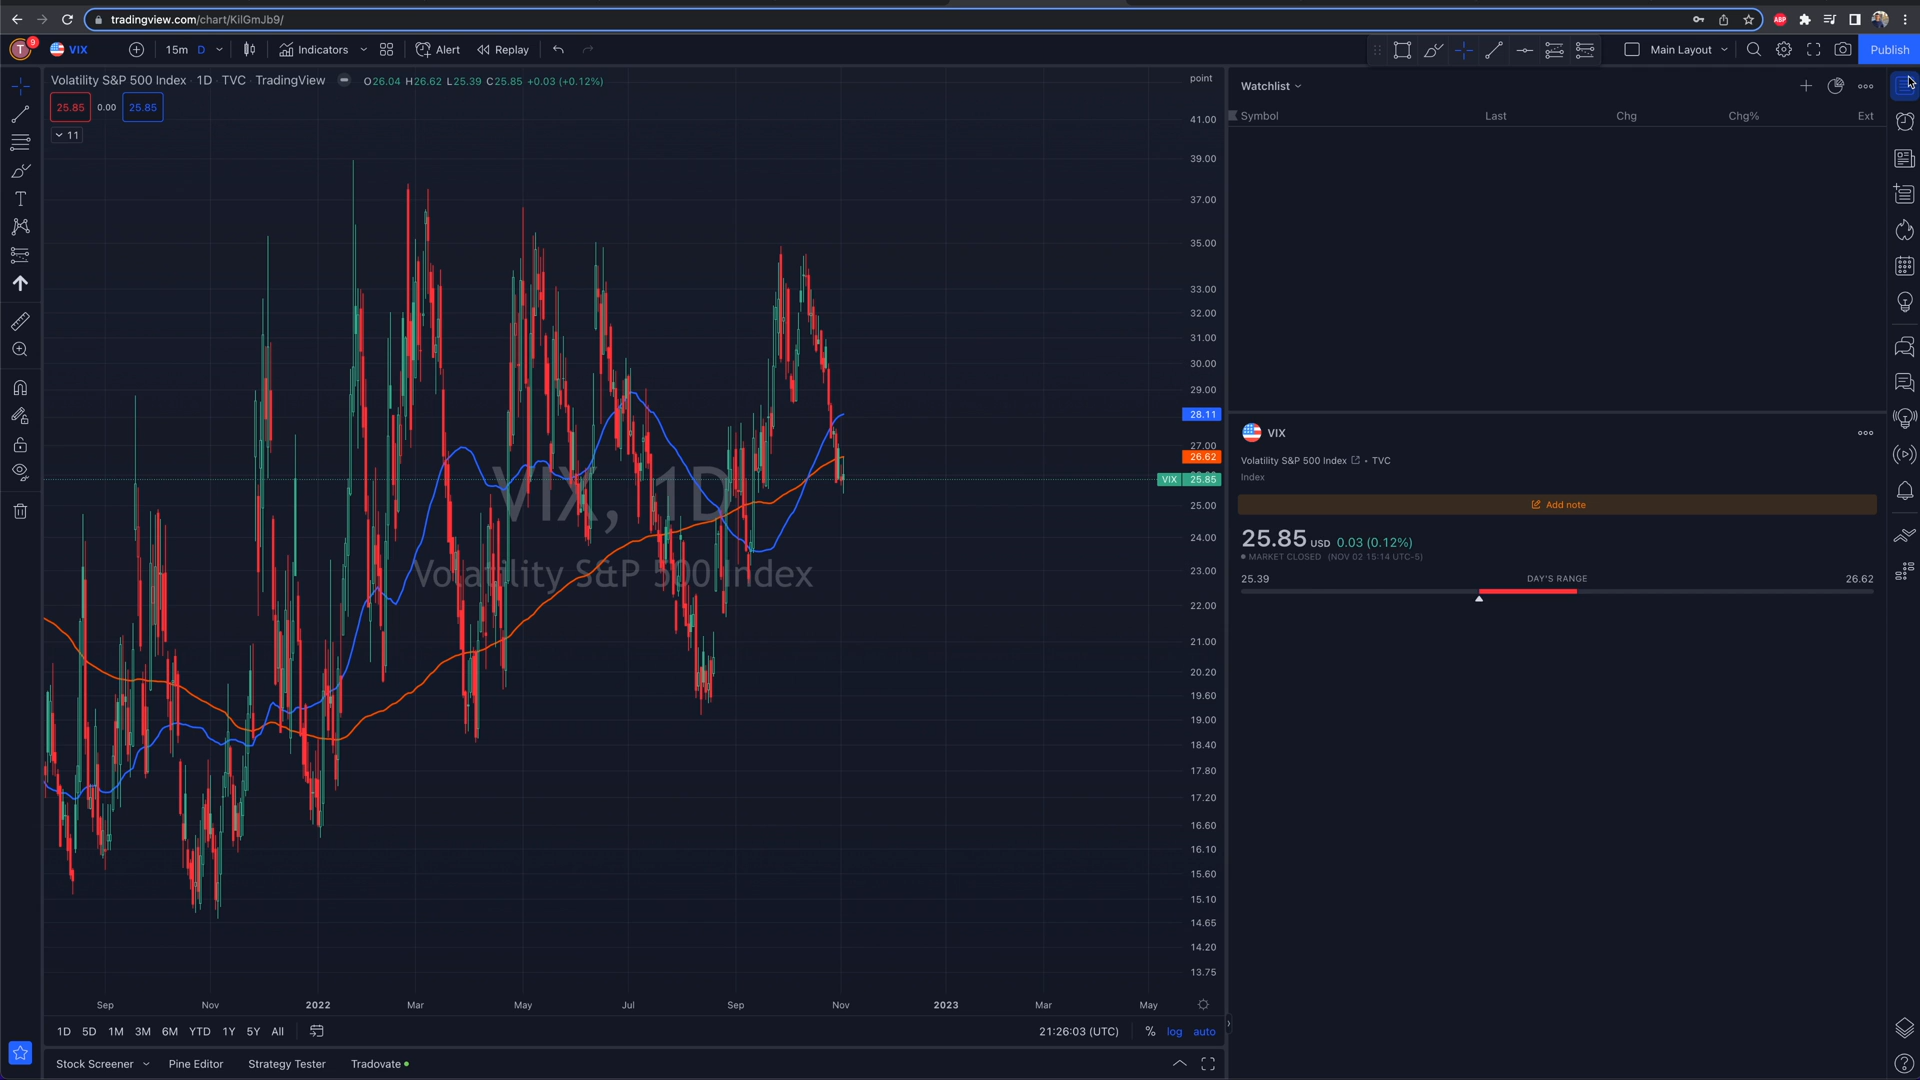 tradingview.com/chart/KilGmJb9/
ABP
T 9 VIX 15m D Indicators Alert Replay Main Layout Publish
Volatility S&P 500 Index · 1D · TVC · TradingView O26.04 H26.62 L25.39 C25.85 +0.03 (+0.12%)
25.85 0.00 25.85
11
point
41.00
39.00
37.00
35.00
33.00
32.00
31.00
30.00
29.00
28.11
27.00
26.62
VIX 25.85
25.00
24.00
23.00
22.00
21.00
20.20
19.60
19.00
18.40
17.80
17.20
16.60
16.10
15.60
15.10
14.65
14.20
13.75
VIX, 1D
Volatility S&P 500 Index
Sep Nov 2022 Mar May Jul Sep Nov 2023 Mar May
1D 5D 1M 3M 6M YTD 1Y 5Y All 21:26:03 (UTC) % log auto
Stock Screener Pine Editor Strategy Tester Tradovate
Watchlist
Symbol Last Chg Chg% Ext
VIX
Volatility S&P 500 Index • TVC
Index
Add note
25.85 USD 0.03 (0.12%)
MARKET CLOSED (NOV 02 15:14 UTC-5)
25.39 DAY'S RANGE 26.62